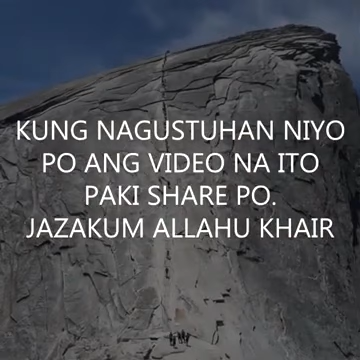 KUNG NAGUSTUHAN NIYO
PO ANG VIDEO NA ITO
PAKI SHARE PO.
JAZAKUM ALLAHU KHAIR